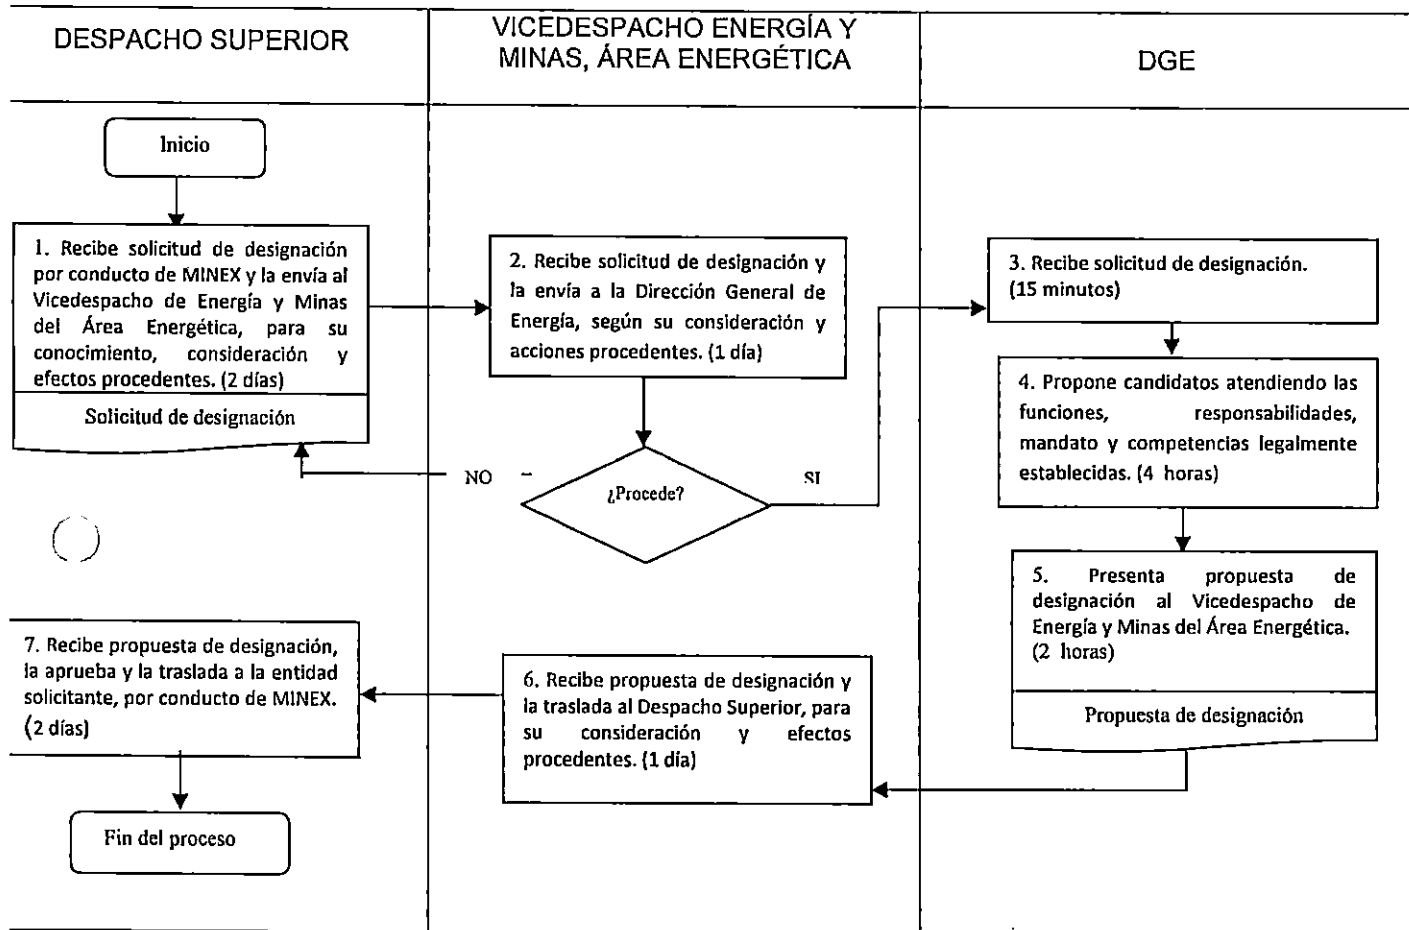 DESPACHO SUPERIOR
VICEDESPACHO ENERGÍA Y
MINAS, ÁREA ENERGÉTICA
DGE
Inicio
1. Recibe solicitud de designación
por conducto de MINEX y la envía al
Vicedespacho de Energía y Minas
del Área Energética, para su
conocimiento, consideración y
efectos procedentes. (2 días)
Solicitud de designación
2. Recibe solicitud de designación y
la envía a la Dirección General de
Energía, según su consideración y
acciones procedentes. (1 día)
¿Procede?
NO
SI
3. Recibe solicitud de designación.
(15 minutos)
4. Propone candidatos atendiendo las
funciones, responsabilidades,
mandato y competencias legalmente
establecidas. (4 horas)
5. Presenta propuesta de
designación al Vicedespacho de
Energía y Minas del Área Energética.
(2 horas)
Propuesta de designación
6. Recibe propuesta de designación y
la traslada al Despacho Superior, para
su consideración y efectos
procedentes. (1 día)
7. Recibe propuesta de designación,
la aprueba y la traslada a la entidad
solicitante, por conducto de MINEX.
(2 días)
Fin del proceso